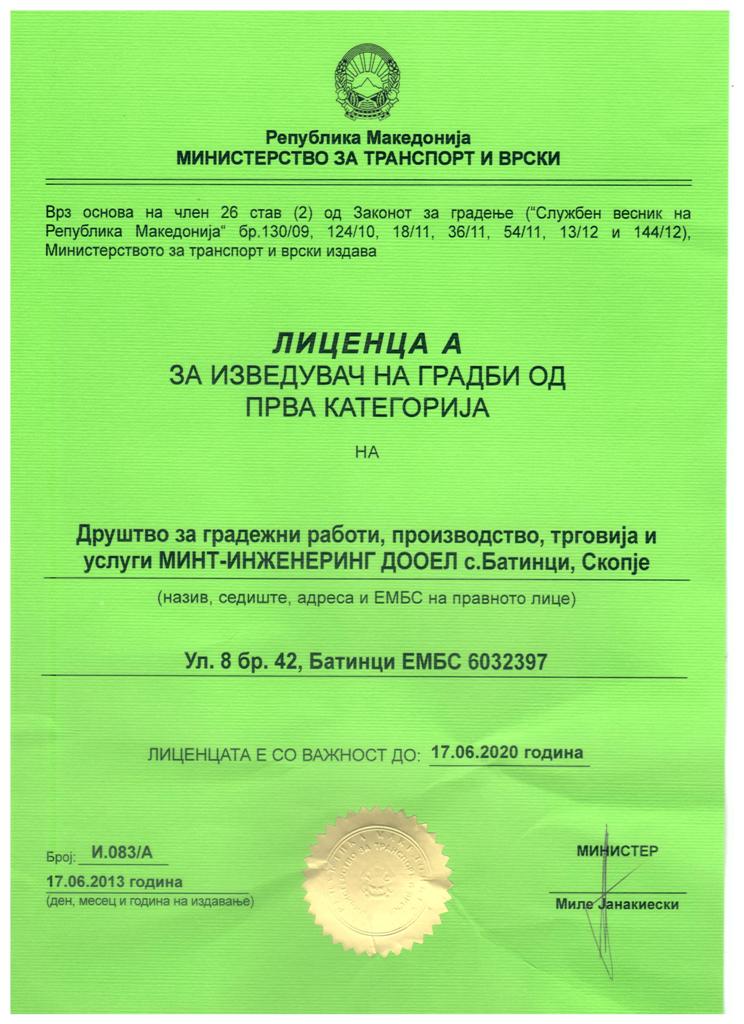 Република Македонија
МИНИСТЕРСТВО ЗА ТРАНСПОРТ И ВРСКИ
Врз основа на член 26 став (2) од Законот за градење (“Службен весник на
Република Македонија“ бр.130/09, 124/10, 18/11, 36/11, 54/11, 13/12 и 144/12),
Министерството за транспорт и врски издава
ЛИЦЕНЦА А
ЗА ИЗВЕДУВАЧ НА ГРАДБИ ОД
ПРВА КАТЕГОРИЈА
НА
Друштво за градежни работи, производство, трговија и
услуги МИНТ-ИНЖЕНЕРИНГ ДООЕЛ с.Батинци, Скопје
(назив, седиште, адреса и ЕМБС на правното лице)
Ул. 8 бр. 42, Батинци ЕМБС 6032397
ЛИЦЕНЦАТА Е СО ВАЖНОСТ ДО: 17.06.2020 година
Број: И.083/А
17.06.2013 година
(ден, месец и година на издавање)
МИНИСТЕР
Миле Јанакиески